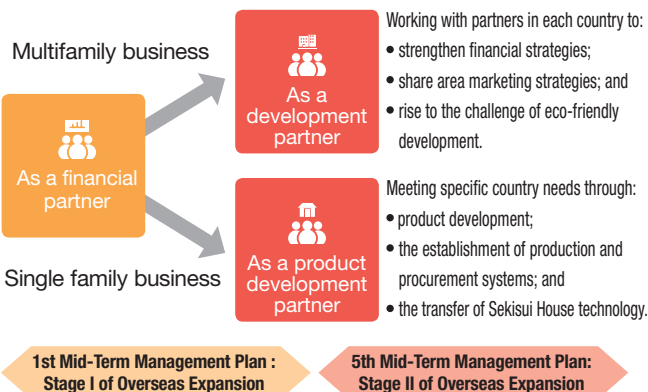 Multifamily business
As a financial
partner
Single family business
As a
development
partner
Working with partners in each country to:
• strengthen financial strategies;
• share area marketing strategies; and
• rise to the challenge of eco-friendly
development.
As a product
development
partner
Meeting specific country needs through:
• product development;
• the establishment of production and
procurement systems; and
• the transfer of Sekisui House technology.
1st Mid-Term Management Plan :
Stage I of Overseas Expansion
5th Mid-Term Management Plan:
Stage II of Overseas Expansion